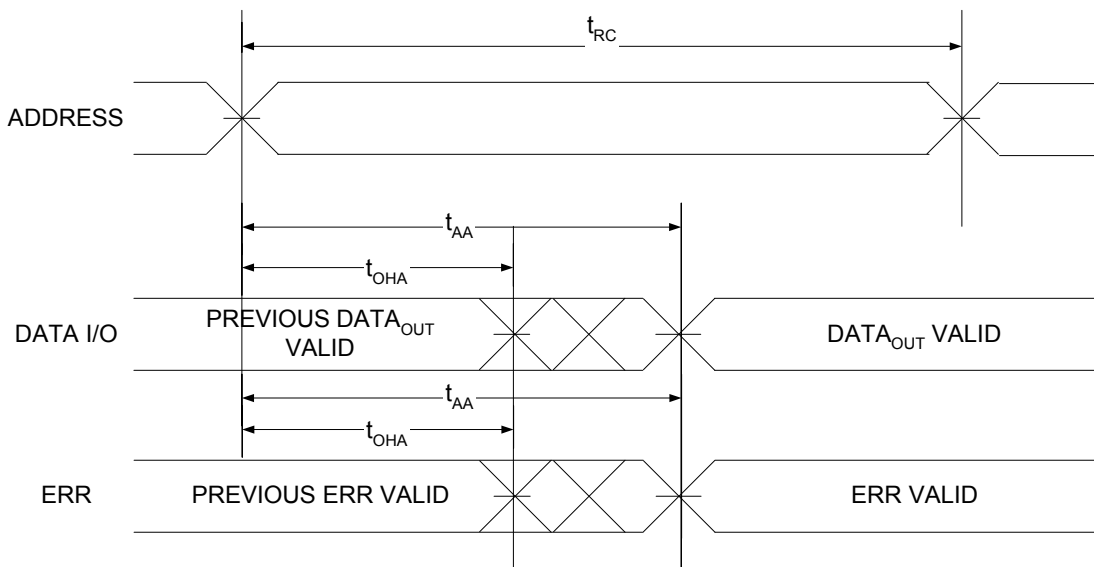 tRC
ADDRESS
tAA
tOHA
DATA I/O
PREVIOUS DATAOUT
VALID
DATAOUT VALID
tAA
tOHA
ERR
PREVIOUS ERR VALID
ERR VALID